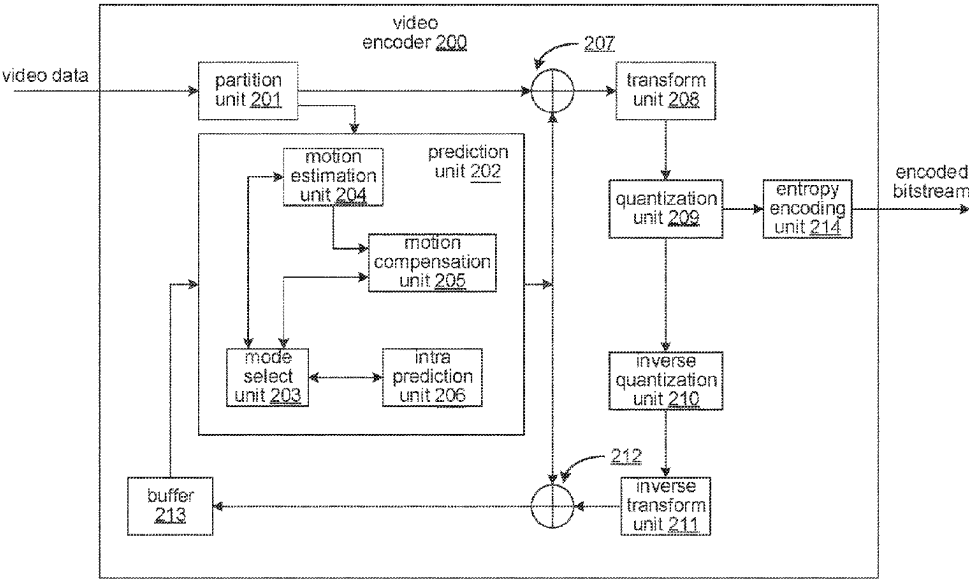 video
encoder 200
207
video data
partition
unit 201
transform
unit 208
prediction
unit 202
motion
estimation
unit 204
encoded
bitstream
quantization
unit 209
entropy
encoding
unit 214
motion
compensation
unit 205
mode
select
unit 203
intra
prediction
unit 206
inverse
quantization
unit 210
212
buffer
213
inverse
transform
unit 211